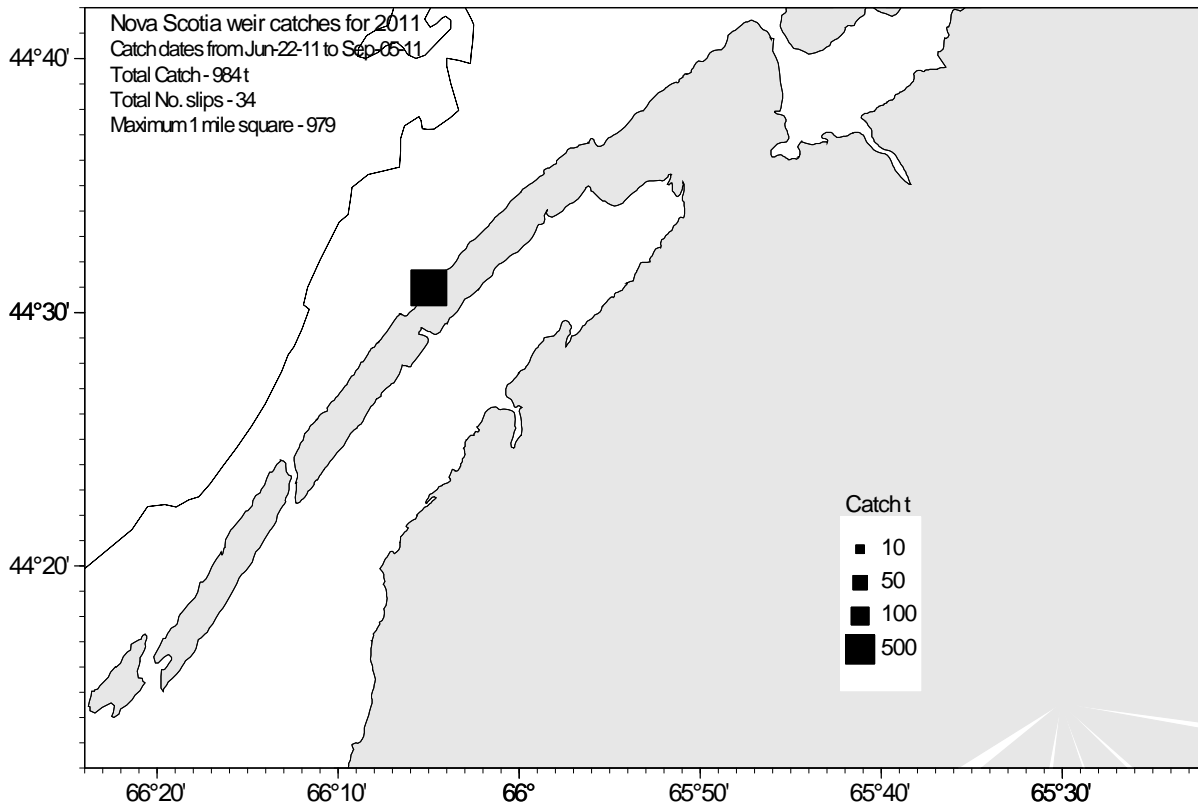 Nova Scotia weir catches for 2011
Catch dates from Jun-22-11 to Sep-05-11
Total Catch - 984 t
Total No. slips - 34
Maximum 1 mile square - 979
44°40'
44°30'
44°20'
Catch t
10
50
100
500
66°20' 66°10' 66° 65°50' 65°40' 65°30'